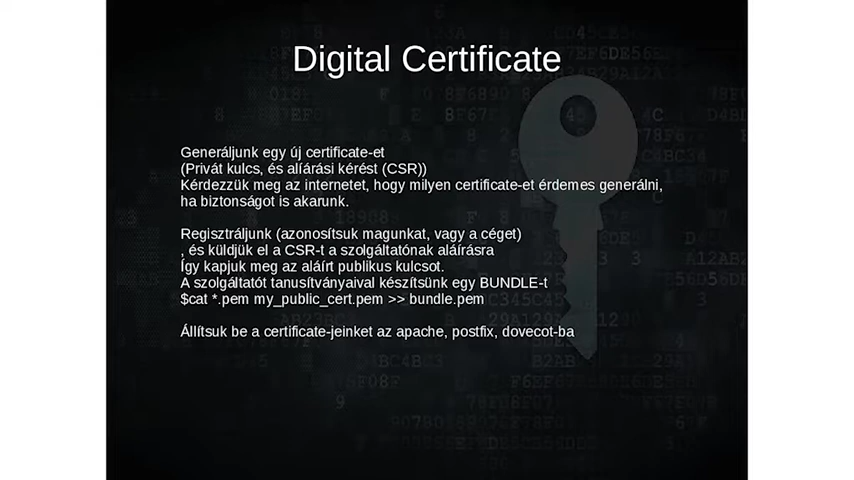 Digital Certificate
Generáljunk egy új certificate-et
(Privát kulcs, és alíárási kérést (CSR))
Kérdezzük meg az internetet, hogy milyen certificate-et érdemes generálni,
ha biztonságot is akarunk.
Regisztráljunk (azonosítsuk magunkat, vagy a céget)
, és küldjük el a CSR-t a szolgáltatónak aláírásra
Így kapjuk meg az aláírt publikus kulcsot.
A szolgáltatót tanusítványaival készítsünk egy BUNDLE-t
$cat *.pem my_public_cert.pem >> bundle.pem
Állítsuk be a certificate-jeinket az apache, postfix, dovecot-ba